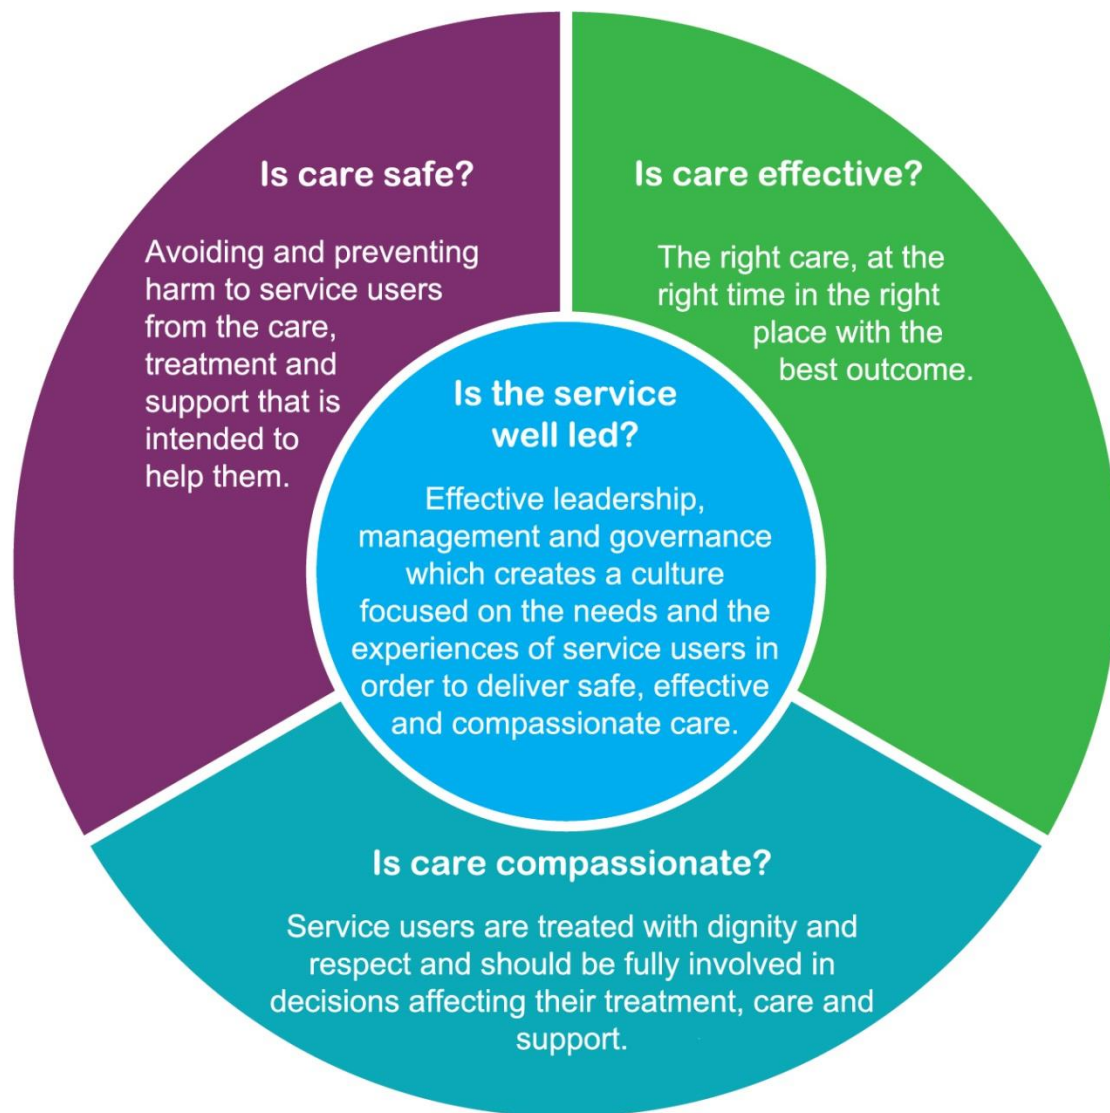 Is care safe?
Avoiding and preventing
harm to service users
from the care,
treatment and
support that is
intended to
help them.
Is care effective?
The right care, at the
right time in the right
place with the
best outcome.
Is the service
well led?
Effective leadership,
management and governance
which creates a culture
focused on the needs and the
experiences of service users in
order to deliver safe, effective
and compassionate care.
Is care compassionate?
Service users are treated with dignity and
respect and should be fully involved in
decisions affecting their treatment, care and
support.